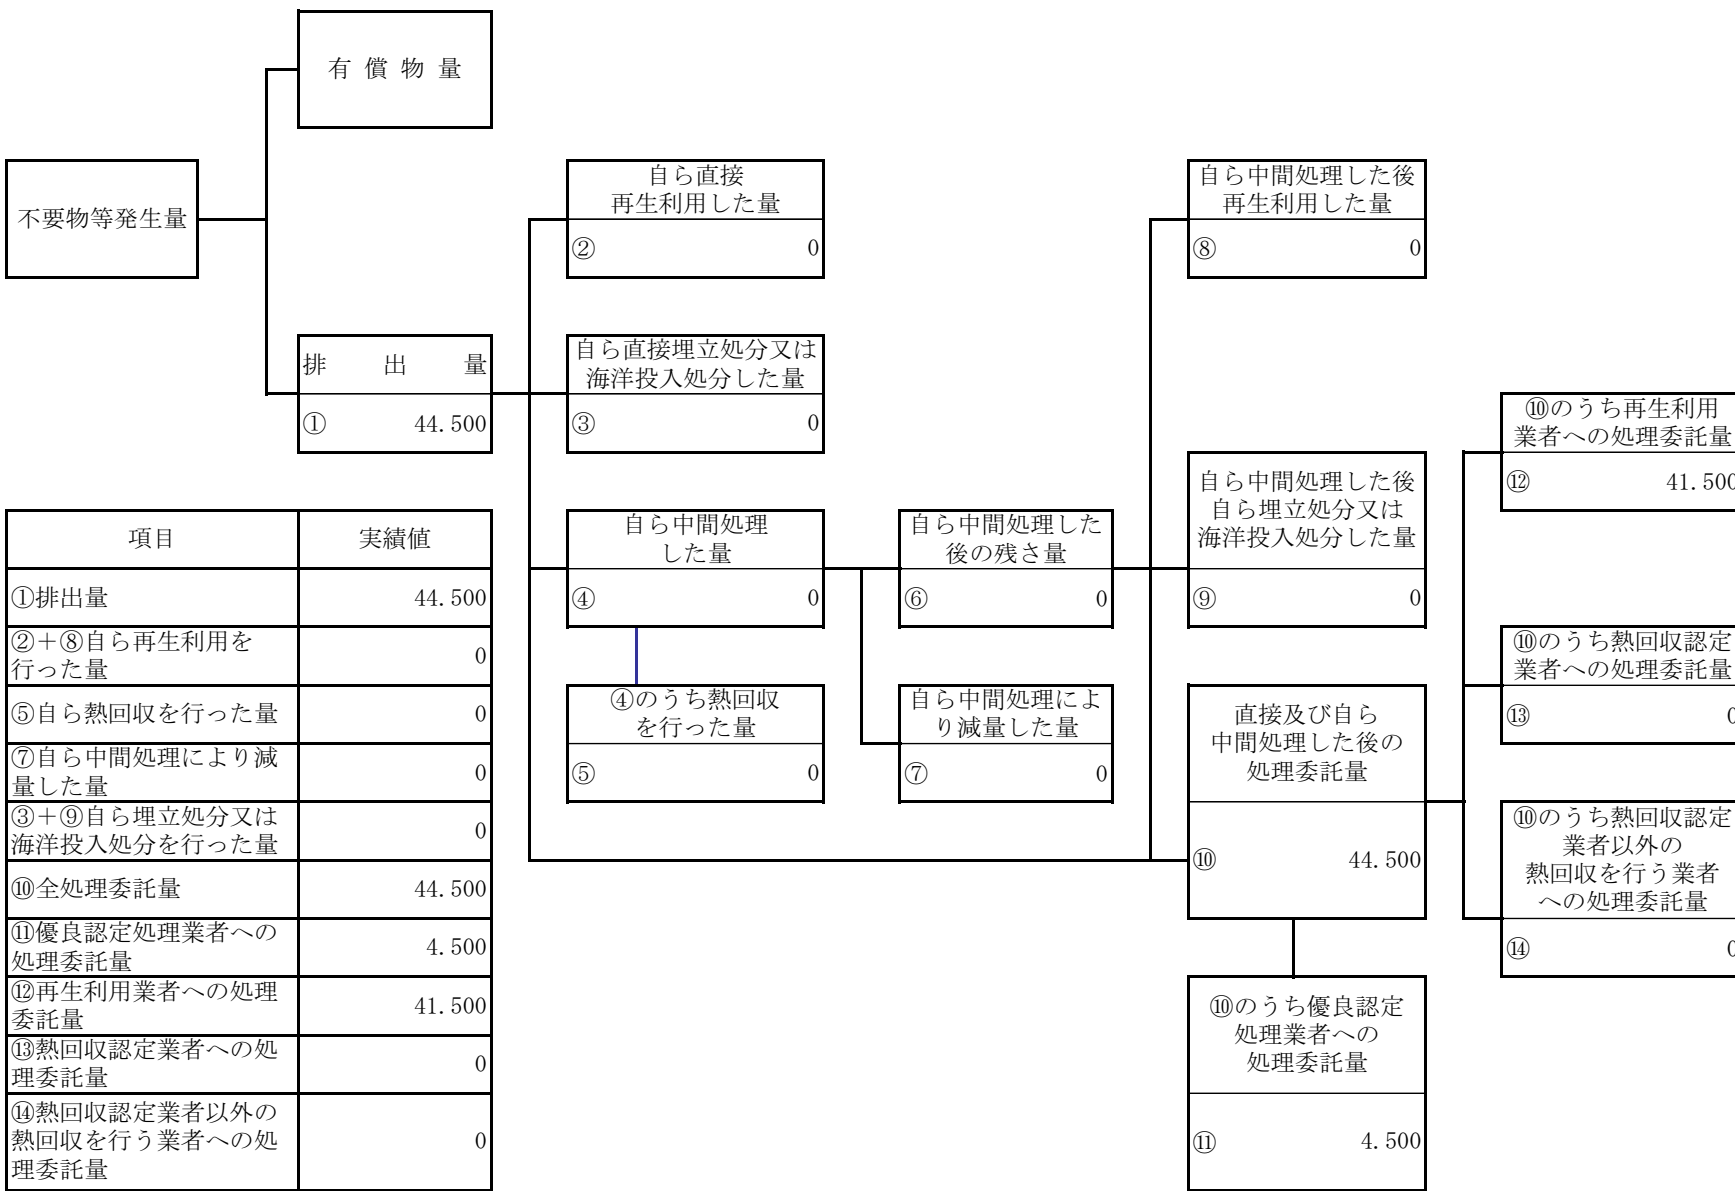 有償物量
不要物等発生量
排出量
① 44.500
自ら直接
再生利用した量
② 0
自ら直接埋立処分又は
海洋投入処分した量
③ 0
自ら中間処理
した量
④ 0
④のうち熱回収
を行った量
⑤ 0
自ら中間処理した
後の残さ量
⑥ 0
自ら中間処理によ
り減量した量
⑦ 0
自ら中間処理した後
再生利用した量
⑧ 0
自ら中間処理した後
自ら埋立処分又は
海洋投入処分した量
⑨ 0
直接及び自ら
中間処理した後の
処理委託量
⑩ 44.500
⑩のうち優良認定
処理業者への
処理委託量
⑪ 4.500
⑩のうち再生利用
業者への処理委託量
⑫ 41.500
⑩のうち熱回収認定
業者への処理委託量
⑬ 0
⑩のうち熱回収認定
業者以外の
熱回収を行う業者
への処理委託量
⑭ 0
項目 実績値
①排出量 44.500
②+⑧自ら再生利用を
行った量 0
⑤自ら熱回収を行った量 0
⑦自ら中間処理により減
量した量 0
③+⑨自ら埋立処分又は
海洋投入処分を行った量 0
⑩全処理委託量 44.500
⑪優良認定処理業者への
処理委託量 4.500
⑫再生利用業者への処理
委託量 41.500
⑬熱回収認定業者への処
理委託量 0
⑭熱回収認定業者以外の
熱回収を行う業者への処
理委託量 0